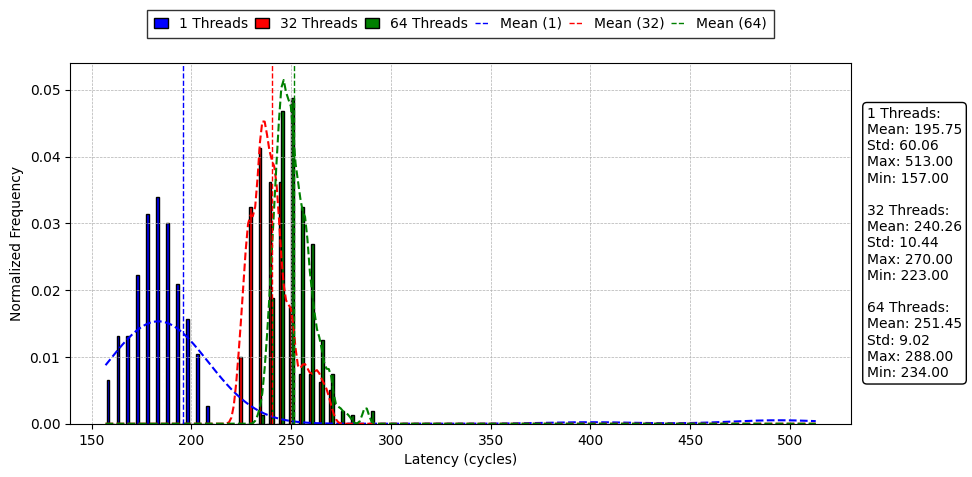 1 Threads 32 Threads 64 Threads Mean (1) Mean (32) Mean (64)
0.05
0.04
0.03
0.02
0.01
0.00
Normalized Frequency
150 200 250 300 350 400 450 500
Latency (cycles)
1 Threads:
Mean: 195.75
Std: 60.06
Max: 513.00
Min: 157.00
32 Threads:
Mean: 240.26
Std: 10.44
Max: 270.00
Min: 223.00
64 Threads:
Mean: 251.45
Std: 9.02
Max: 288.00
Min: 234.00